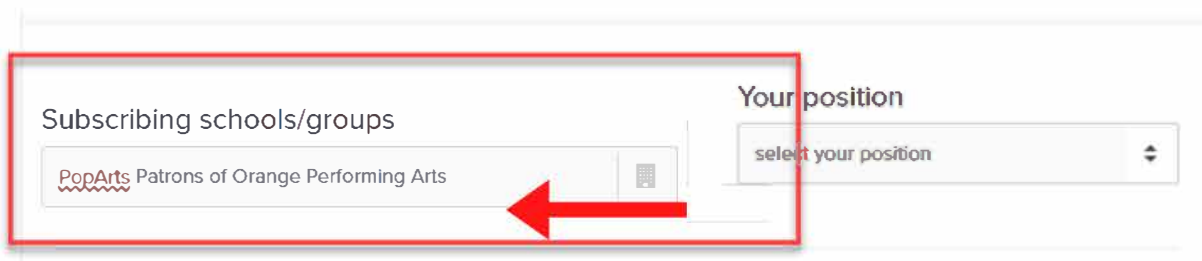 Subscribing schools/groups
PopArts Patrons of Orange Performing Arts
Your position
select your position